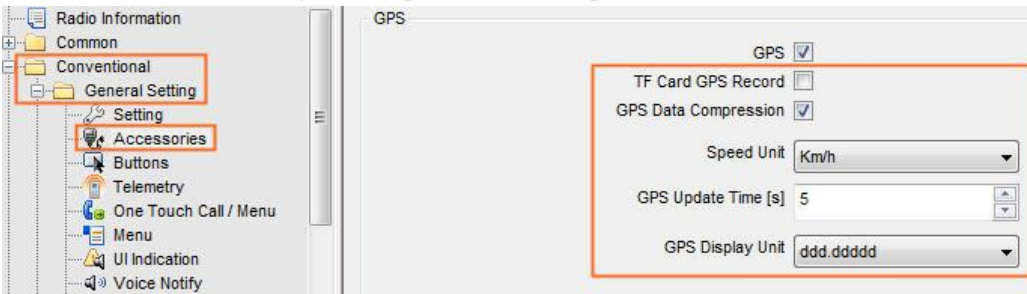 Radio Information
Common
Conventional
General Setting
Setting
Accessories
Buttons
Telemetry
One Touch Call / Menu
Menu
UI Indication
Voice Notify
GPS
GPS
TF Card GPS Record
GPS Data Compression
Speed Unit Km/h
GPS Update Time [s] 5
GPS Display Unit ddd.ddddd